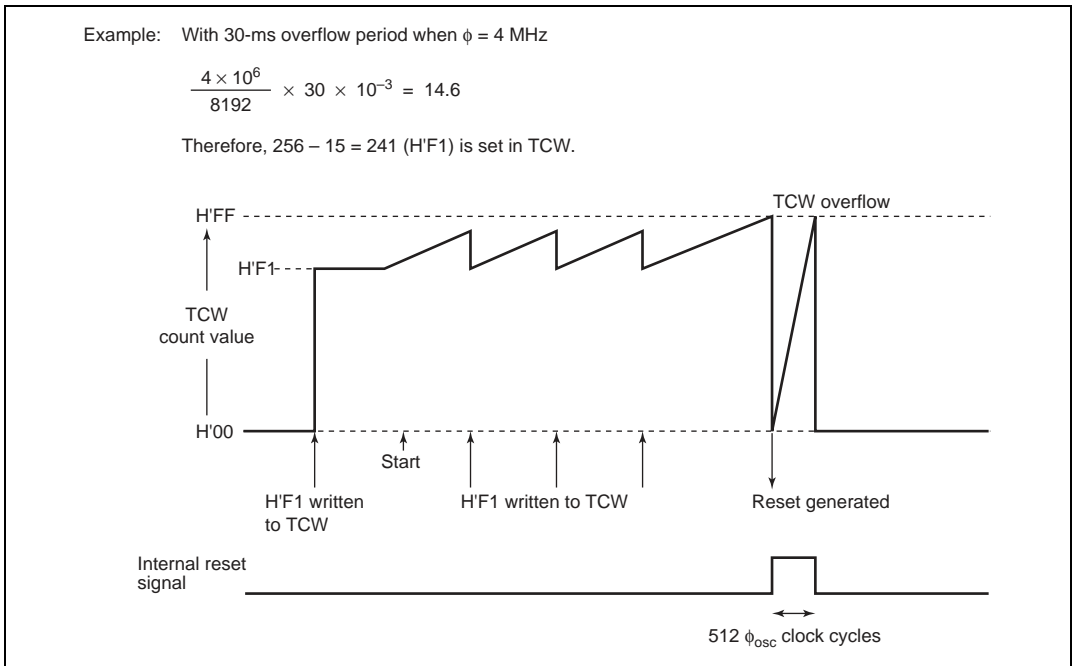 Example: With 30-ms overflow period when ϕ = 4 MHz
4 × 10⁶
8192
× 30 × 10⁻³ = 14.6
Therefore, 256 – 15 = 241 (H'F1) is set in TCW.
TCW overflow
H'FF
H'F1
TCW
count value
H'00
Start
H'F1 written
to TCW
H'F1 written to TCW
Reset generated
Internal reset
signal
512 ϕosc clock cycles